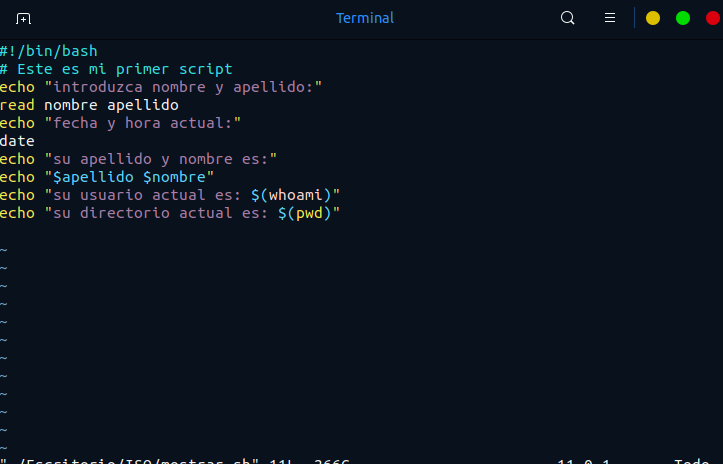 Terminal
#!/bin/bash
# Este es mi primer script
echo "introduzca nombre y apellido:"
read nombre apellido
echo "fecha y hora actual:"
date
echo "su apellido y nombre es:"
echo "$apellido $nombre"
echo "su usuario actual es: $(whoami)"
echo "su directorio actual es: $(pwd)"
~
~
~
~
~
~
~
~
~
~
~
~